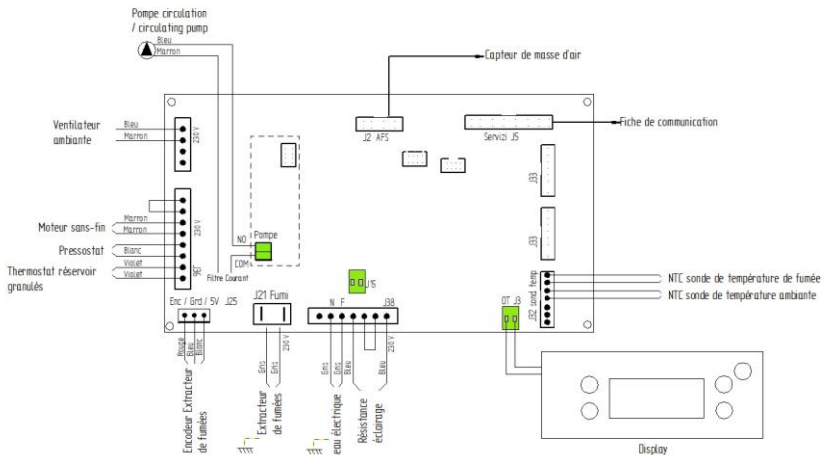 Pompe circulation
/ circulating pump
Bleu
Marron
Capteur de masse d'air
Ventilateur
ambiante
Bleu
Marron
230 V
J2 AFS
Servizi J5
Fiche de communication
J33
J33
Moteur sans-fin
Marron
Marron
230 V
Pressostat
Blanc
Thermostat réservoir
granulés
Violet
Violet
NO
Pompe
COM
Filtre Courant
J15
Enc / Grd / 5V J25
J21 Fumi
N F
J38
OT J3
J32 sond temp
NTC sonde de température de fumée
NTC sonde de température ambiante
Rouge
Bleu
Blanc
Gris
Gris
230 V
Gris
Gris
Bleu
Bleu
230 V
Encodeur Extracteur
de fumées
Extracteur
de fumées
eau électrique
Résistance
éclairage
Display